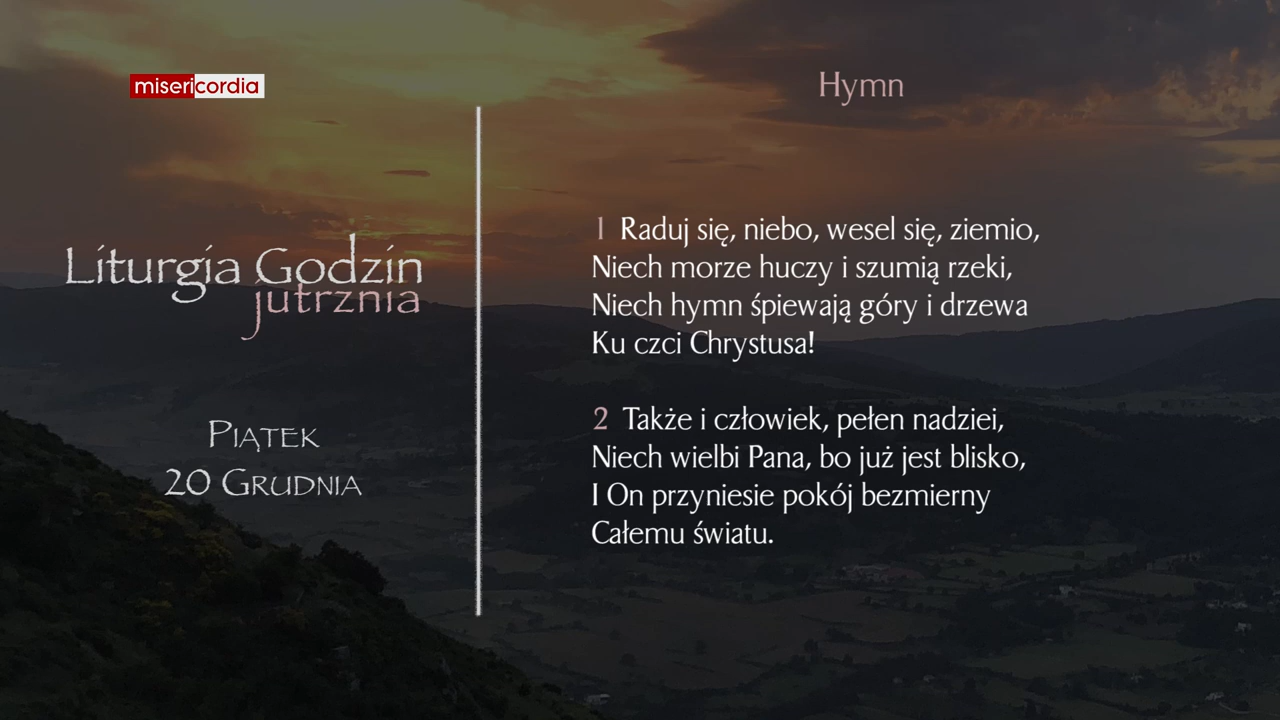 misericordia
Liturgia Godzin
jutrznia
Piątek
20 Grudnia
Hymn
1 Raduj się, niebo, wesel się, ziemio,
Niech morze huczy i szumią rzeki,
Niech hymn śpiewają góry i drzewa
Ku czci Chrystusa!
2 Także i człowiek, pełen nadziei,
Niech wielbi Pana, bo już jest blisko,
I On przyniesie pokój bezmierny
Całemu światu.